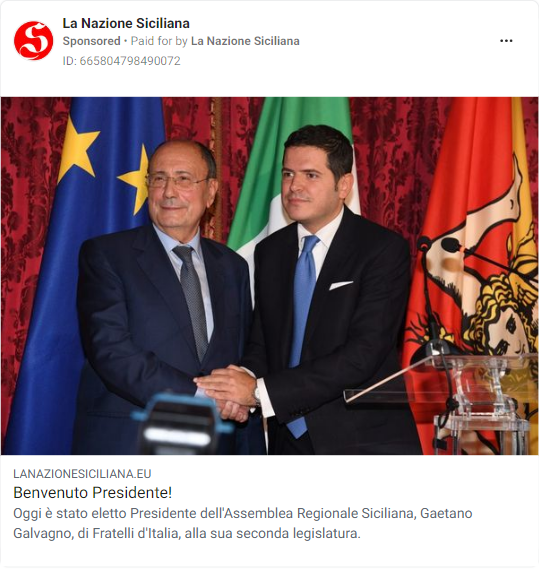 La Nazione Siciliana
Sponsored • Paid for by La Nazione Siciliana
ID: 665804798490072
LANAZIONESICILIANA.EU
Benvenuto Presidente!
Oggi è stato eletto Presidente dell'Assemblea Regionale Siciliana, Gaetano
Galvagno, di Fratelli d'Italia, alla sua seconda legislatura.